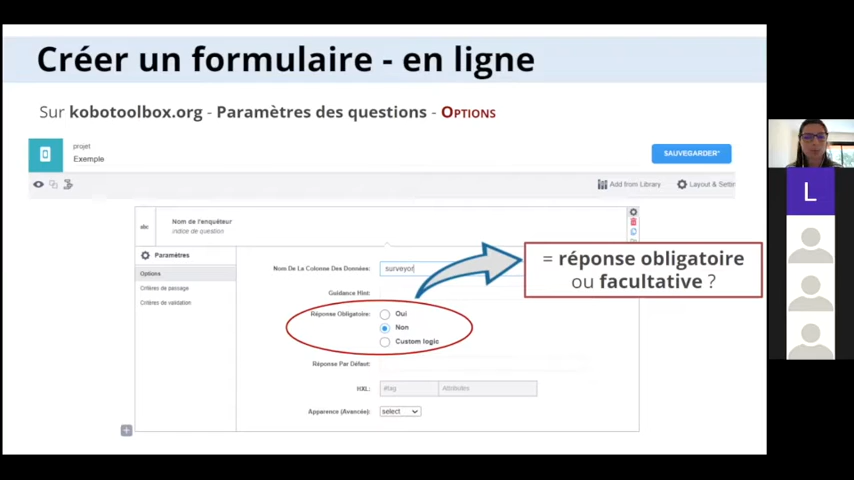 Créer un formulaire - en ligne
Sur kobotoolbox.org - Paramètres des questions - OPTIONS
projet
Exemple
SAUVEGARDER*
Add from Library
Layout & Settin
abc
Nom de l'enquêteur
Indice de question
Paramètres
Options
Critères de passage
Critères de validation
Nom De La Colonne Des Données:
surveyor
Guidance Hint:
Réponse Obligatoire:
Oui
Non
Custom logic
Réponse Par Défaut:
HXL:
#tag
Attributes
Apparence (Avancée):
select
= réponse obligatoire
ou facultative ?
L